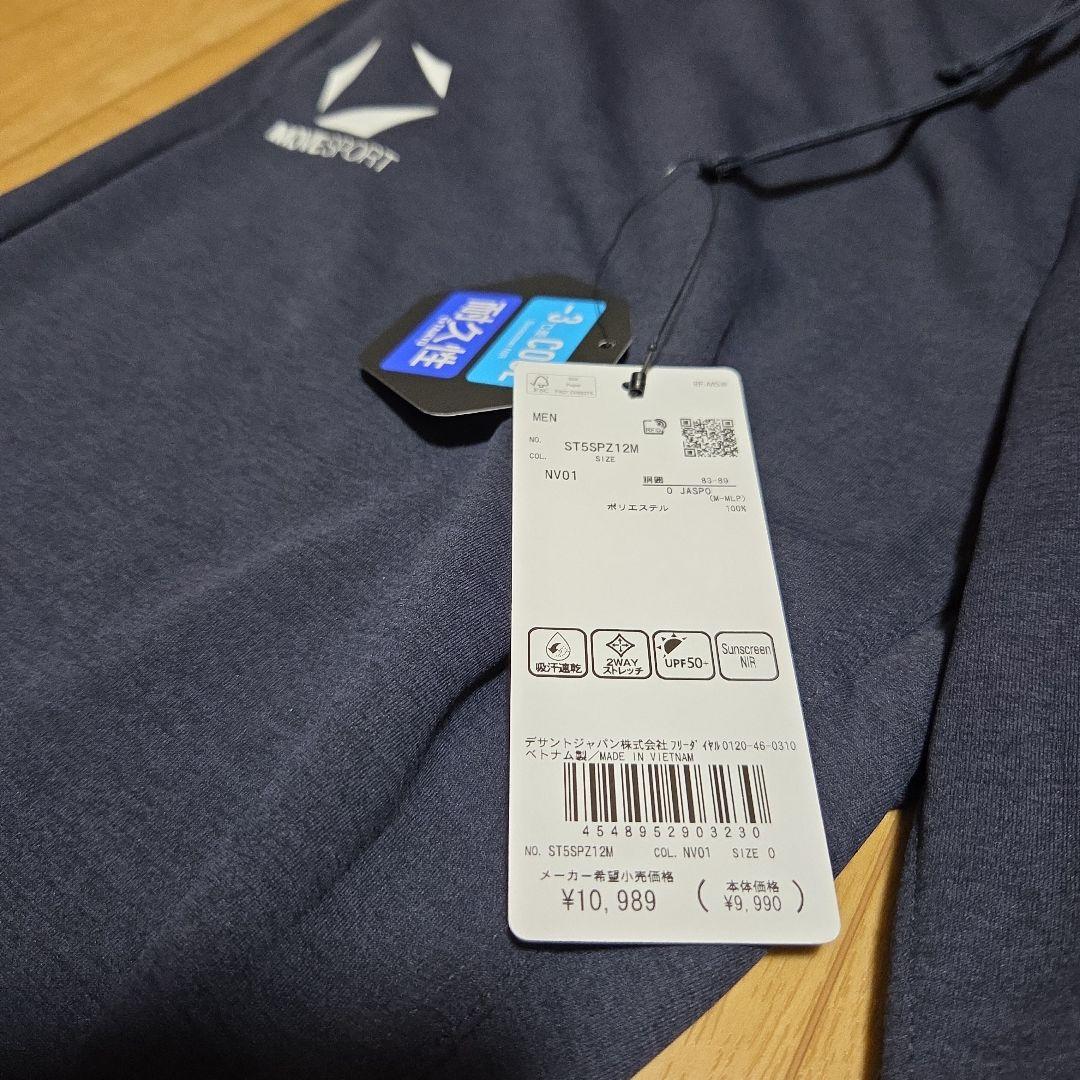 MOVESPORT
耐久性
-3℃ COOL
FSC
MEN
RFID
NO. ST5SPZ12M
COL. SIZE
NV01 胴囲 83-89
O JASPO
(M-MLP)
ポリエステル 100%
吸汗速乾
2WAY
ストレッチ
UPF50+
Sunscreen
NIR
デサントジャパン株式会社 フリーダイヤル0120-46-0310
ベトナム製/MADE IN VIETNAM
4548952903230
NO. ST5SPZ12M COL. NV01 SIZE O
メーカー希望小売価格
¥10,989
(本体価格
¥9,990)